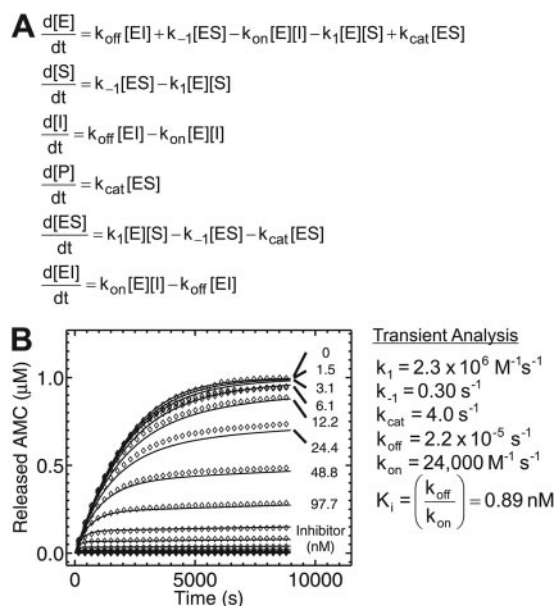 A
d[E]/dt = k_off[EI] + k_-1[ES] − k_on[E][I] − k_1[E][S] + k_cat[ES]
d[S]/dt = k_-1[ES] − k_1[E][S]
d[I]/dt = k_off[EI] − k_on[E][I]
d[P]/dt = k_cat[ES]
d[ES]/dt = k_1[E][S] − k_-1[ES] − k_cat[ES]
d[EI]/dt = k_on[E][I] − k_off[EI]
B
Released AMC (μM)
1.0
0.5
0.0
0
5000
10000
Time (s)
0
1.5
3.1
6.1
12.2
24.4
48.8
97.7
Inhibitor
(nM)
Transient Analysis
k_1 = 2.3 x 10^6 M^-1 s^-1
k_-1 = 0.30 s^-1
k_cat = 4.0 s^-1
k_off = 2.2 x 10^-5 s^-1
k_on = 24,000 M^-1 s^-1
K_i = (k_off/k_on) = 0.89 nM